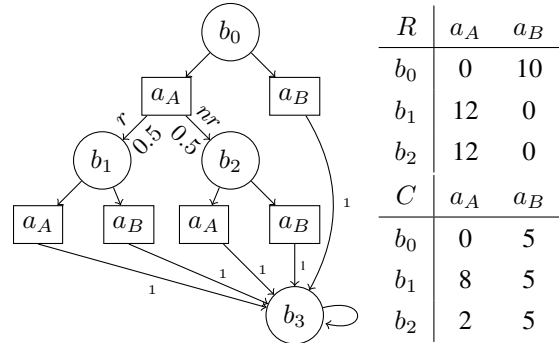 b0
aA aB
r nr
0.5 0.5
b1 b2
1
aA aB aA aB
1 1 1 1
b3
R aA aB
b0 0 10
b1 12 0
b2 12 0
C aA aB
b0 0 5
b1 8 5
b2 2 5